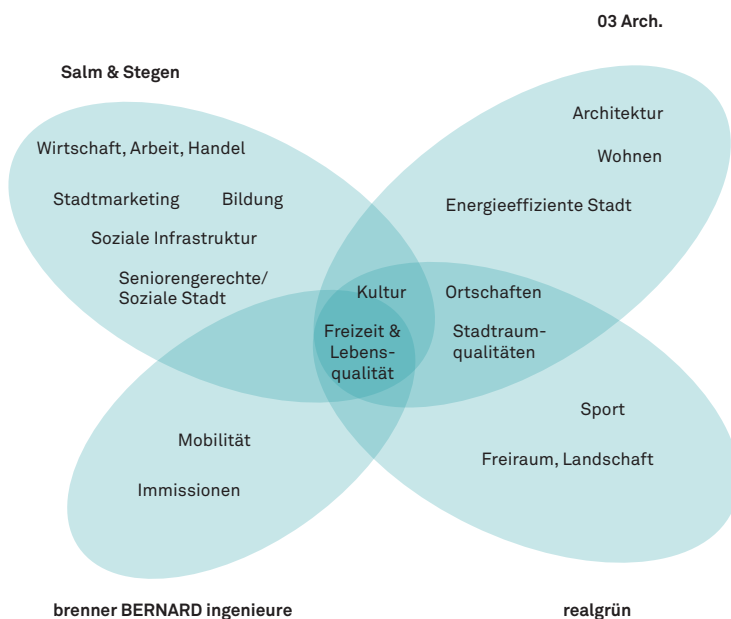 03 Arch.
Salm & Stegen
Architektur
Wirtschaft, Arbeit, Handel
Wohnen
Stadtmarketing Bildung
Energieeffiziente Stadt
Soziale Infrastruktur
Seniorengerechte/
Soziale Stadt
Kultur Ortschaften
Freizeit &
Lebens-
qualität
Stadtraum-
qualitäten
Sport
Mobilität
Freiraum, Landschaft
Immissionen
brenner BERNARD ingenieure
realgrün